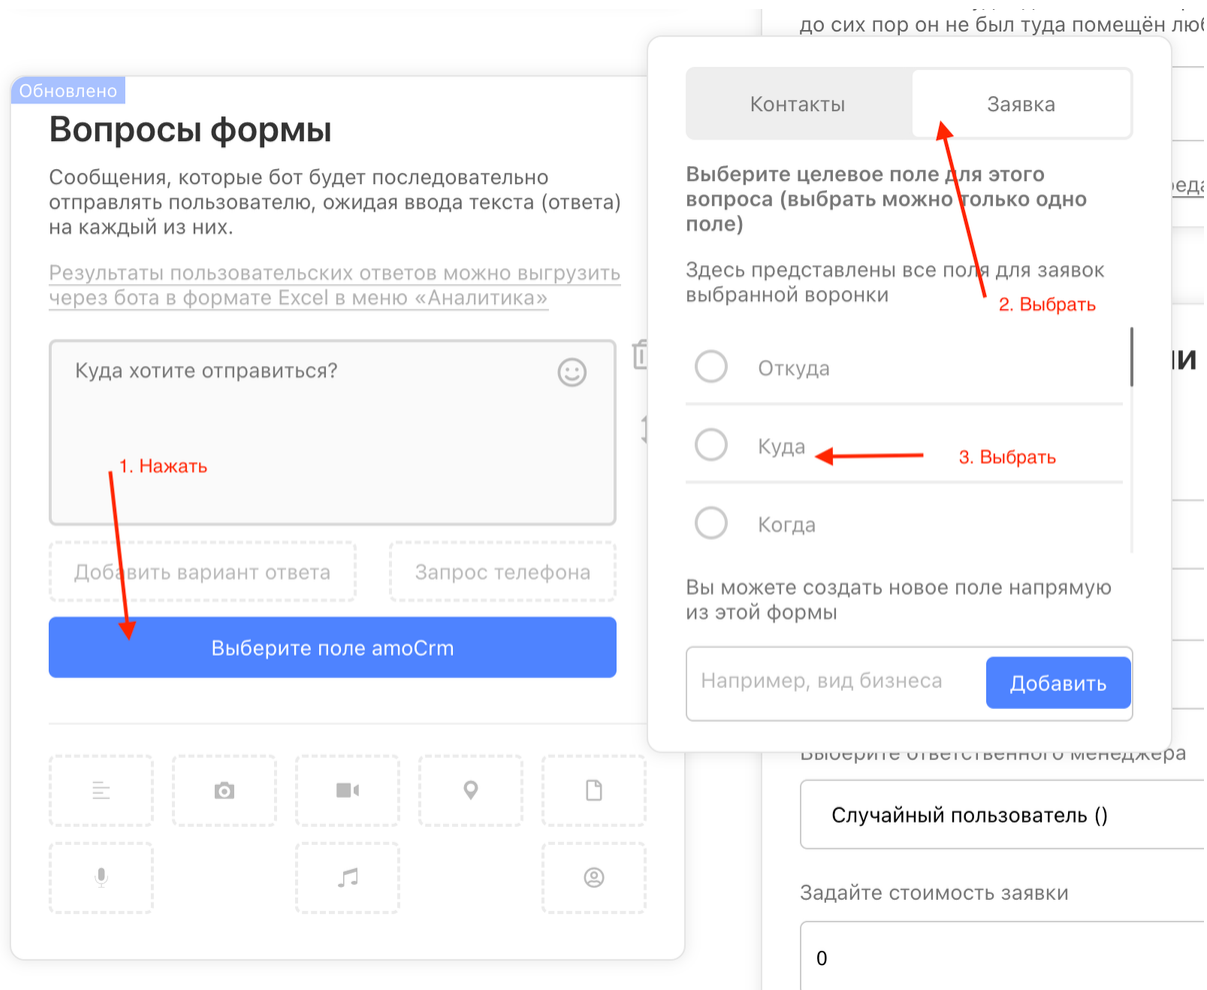 Обновлено
Вопросы формы
Сообщения, которые бот будет последовательно
отправлять пользователю, ожидая ввода текста (ответа)
на каждый из них.
Результаты пользовательских ответов можно выгрузить
через бота в формате Excel в меню «Аналитика»
Куда хотите отправиться?
1. Нажать
Добавить вариант ответа
Запрос телефона
Выберите поле amoCrm
до сих пор он не был туда помещён
Контакты
Заявка
Выберите целевое поле для этого
вопроса (выбрать можно только одно
поле)
Здесь представлены все поля для заявок
выбранной воронки
2. Выбрать
Откуда
Куда
3. Выбрать
Когда
Вы можете создать новое поле напрямую
из этой формы
Например, вид бизнеса
Добавить
Выберите ответственного менеджера
Случайный пользователь ()
Задайте стоимость заявки
0